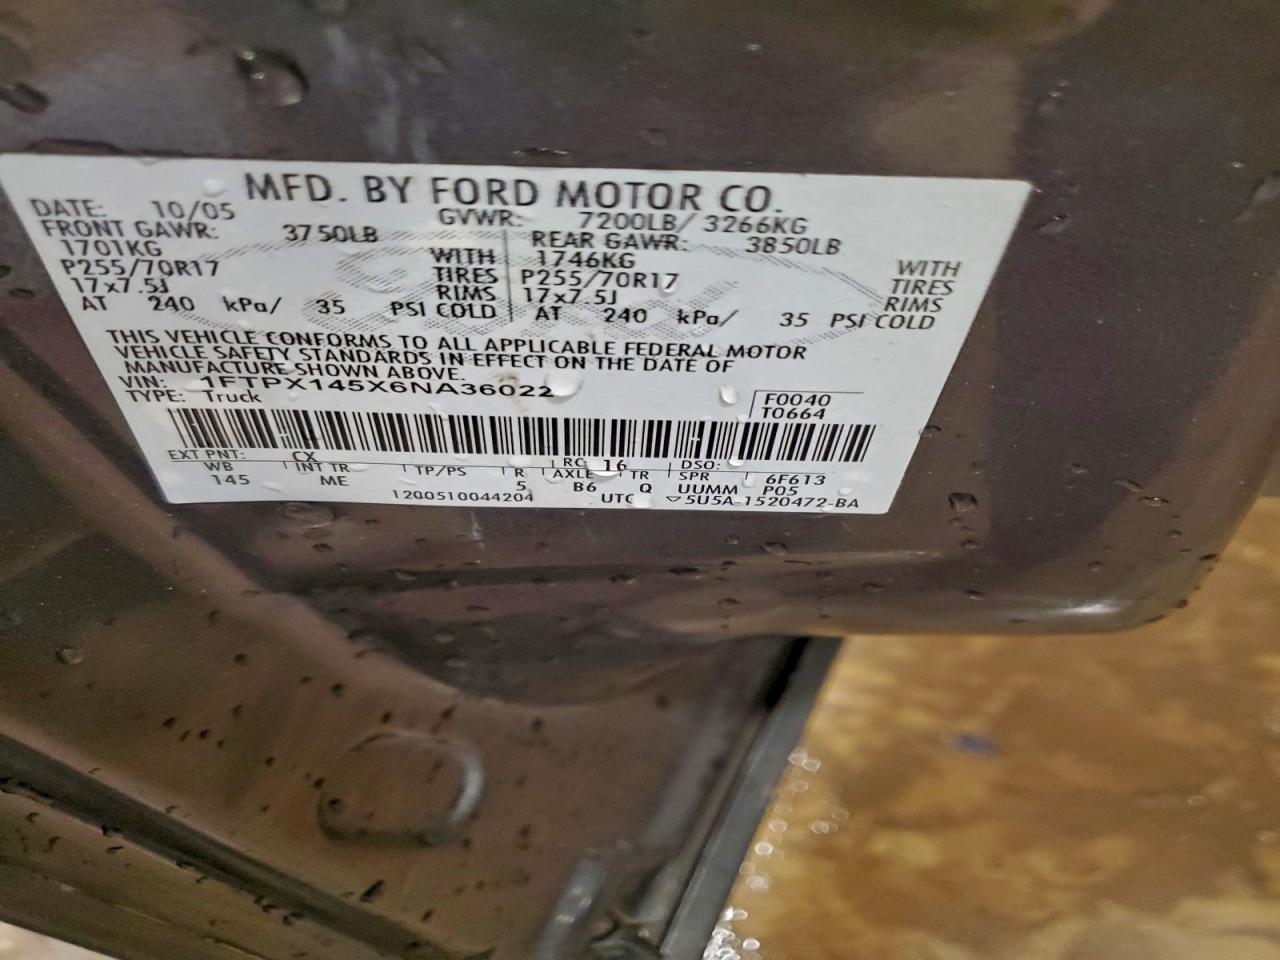 MFD. BY FORD MOTOR CO.
DATE: 10/05 GVWR: 7200LB/ 3266KG
FRONT GAWR: 3750LB REAR GAWR: 3850LB
1701KG WITH 1746KG WITH
P255/70R17 TIRES P255/70R17 TIRES
17x7.5J RIMS 17x7.5J RIMS
AT 240 kPa/ 35 PSI COLD AT 240 kPa/ 35 PSI COLD
THIS VEHICLE CONFORMS TO ALL APPLICABLE FEDERAL MOTOR
VEHICLE SAFETY STANDARDS IN EFFECT ON THE DATE OF
MANUFACTURE SHOWN ABOVE.
VIN: 1FTPX145X6NA36022
TYPE: Truck
F0040
T0664
EXT PNT: CX RC: 16 DSO:
WB INT TR TP/PS R AXLE TR SPR 6F613
145 ME 5 B6 Q UUMM P05
1200510044204 UTC ▽5U5A-1520472-BA